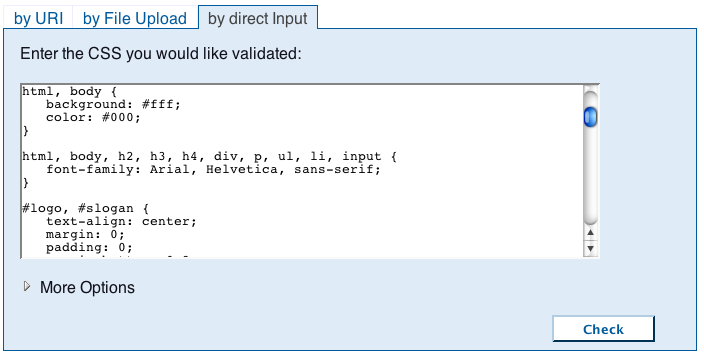 by URI by File Upload by direct Input
Enter the CSS you would like validated:
html, body {
   background: #fff;
   color: #000;
}

html, body, h2, h3, h4, div, p, ul, li, input {
   font-family: Arial, Helvetica, sans-serif;
}

#logo, #slogan {
   text-align: center;
   margin: 0;
   padding: 0;
More Options
Check